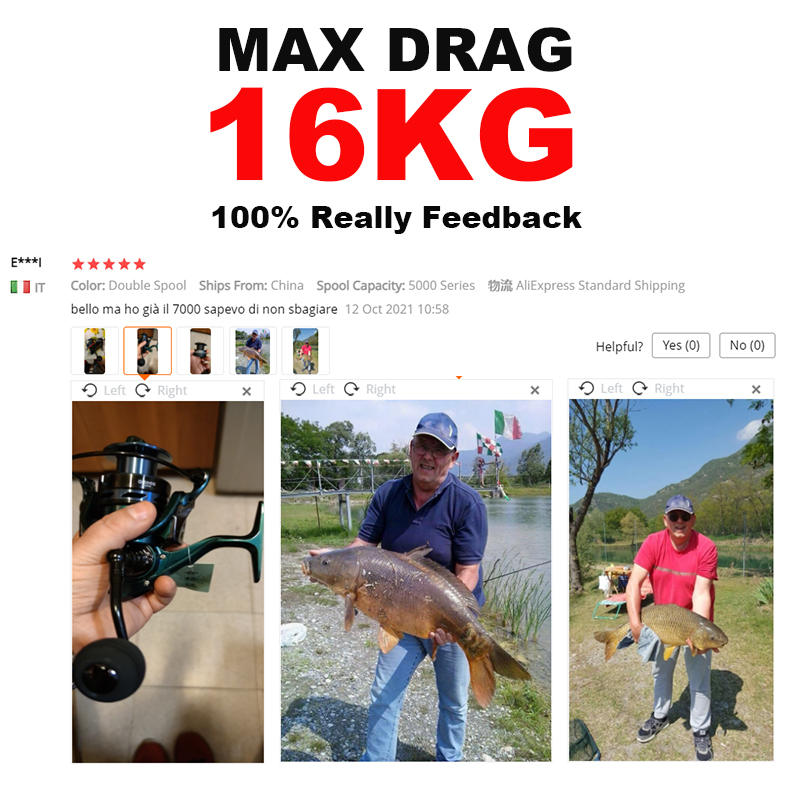 MAX DRAG
16KG
100% Really Feedback
E***I
IT
Color: Double Spool Ships From: China Spool Capacity: 5000 Series 物流 AliExpress Standard Shipping
bello ma ho già il 7000 sapevo di non sbagiare 12 Oct 2021 10:58
Helpful? Yes (0) No (0)
Left Right ×
Left Right ×
Left Right ×